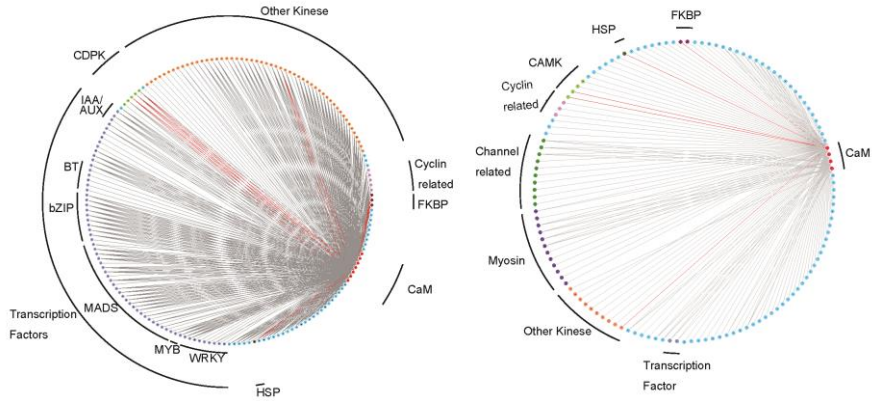 Other Kinese
CDPK
IAA/
AUX
BT
bZIP
Transcription
Factors
MADS
MYB
WRKY
HSP
Cyclin
related
FKBP
CaM
FKBP
HSP
CAMK
Cyclin
related
Channel
related
Myosin
Other Kinese
Transcription
Factor
CaM